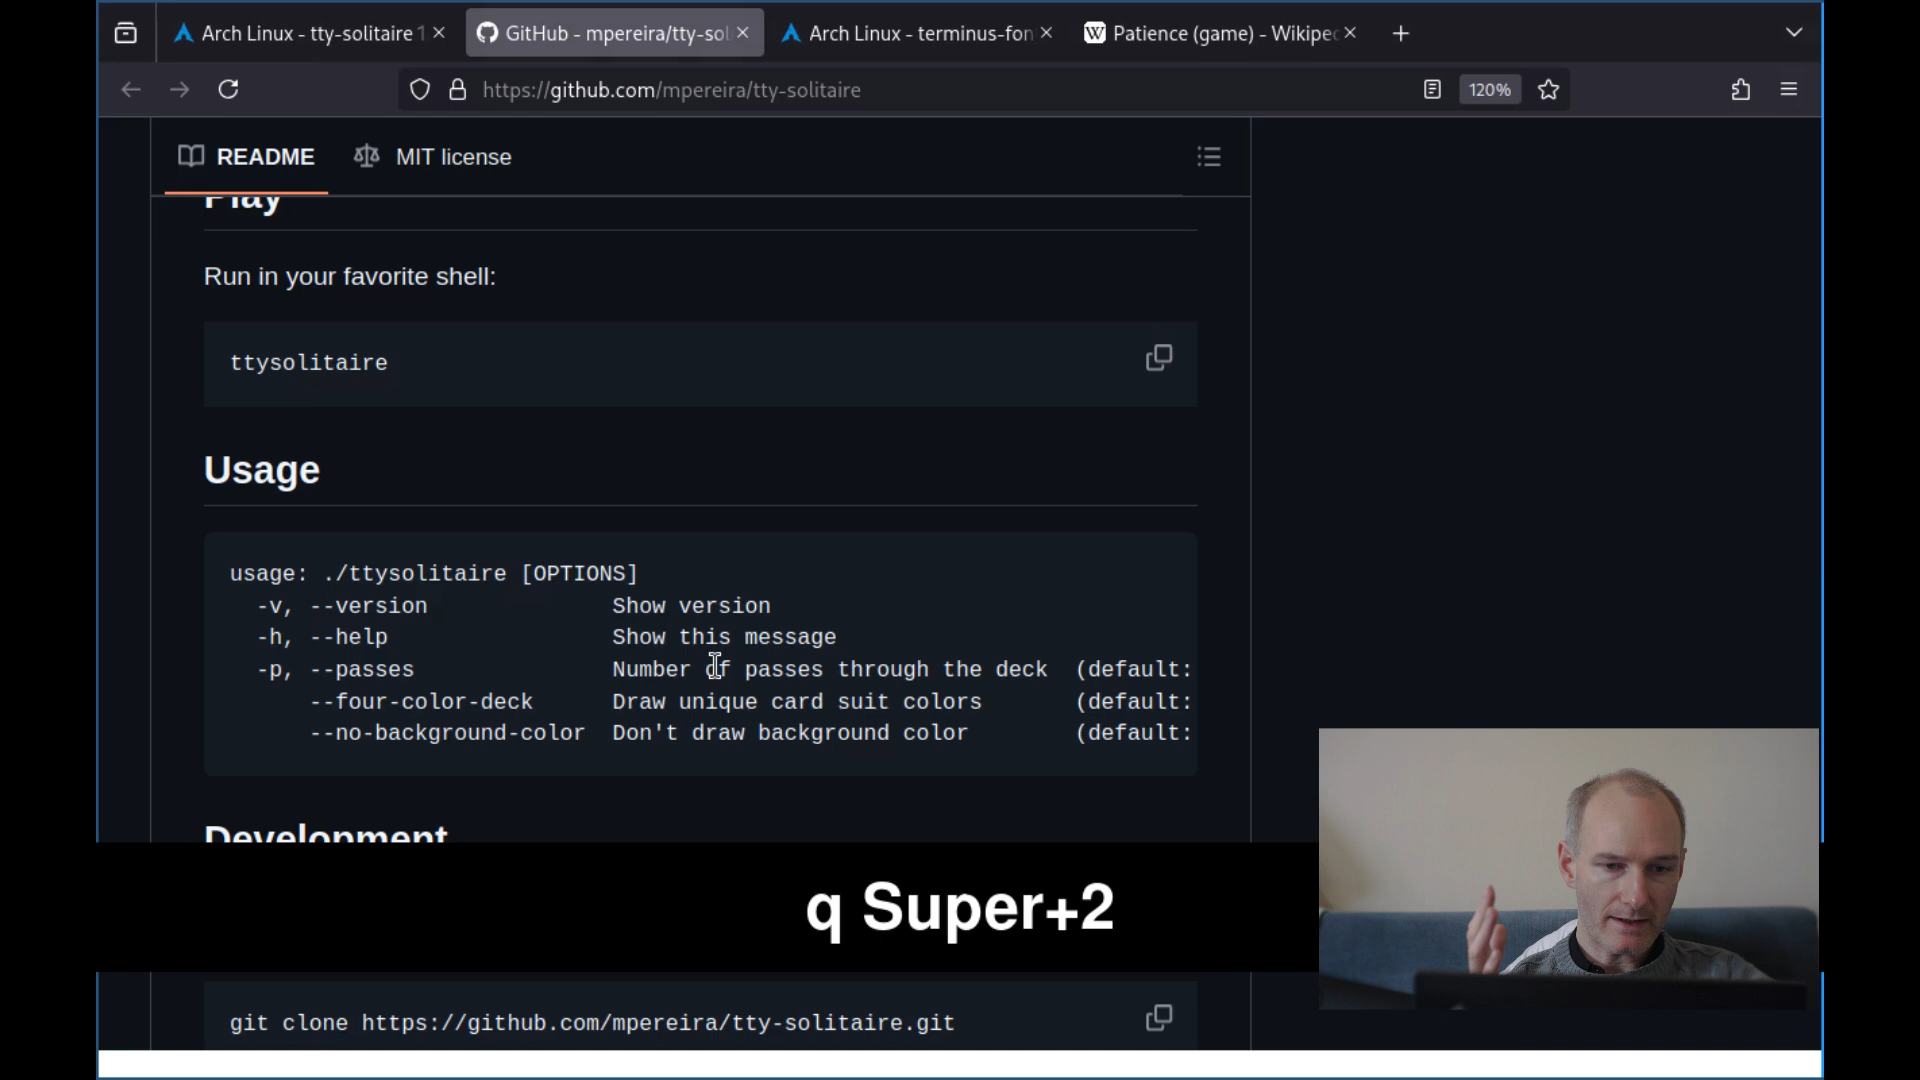 Arch Linux - tty-solitaire 1
GitHub - mpereira/tty-sol
Arch Linux - terminus-fon
Patience (game) - Wikiped
https://github.com/mpereira/tty-solitaire
120%
README
MIT license
Play
Run in your favorite shell:
ttysolitaire
Usage
usage: ./ttysolitaire [OPTIONS]
-v, --version Show version
-h, --help Show this message
-p, --passes Number of passes through the deck (default:
--four-color-deck Draw unique card suit colors (default:
--no-background-color Don't draw background color (default:
Development
q Super+2
git clone https://github.com/mpereira/tty-solitaire.git